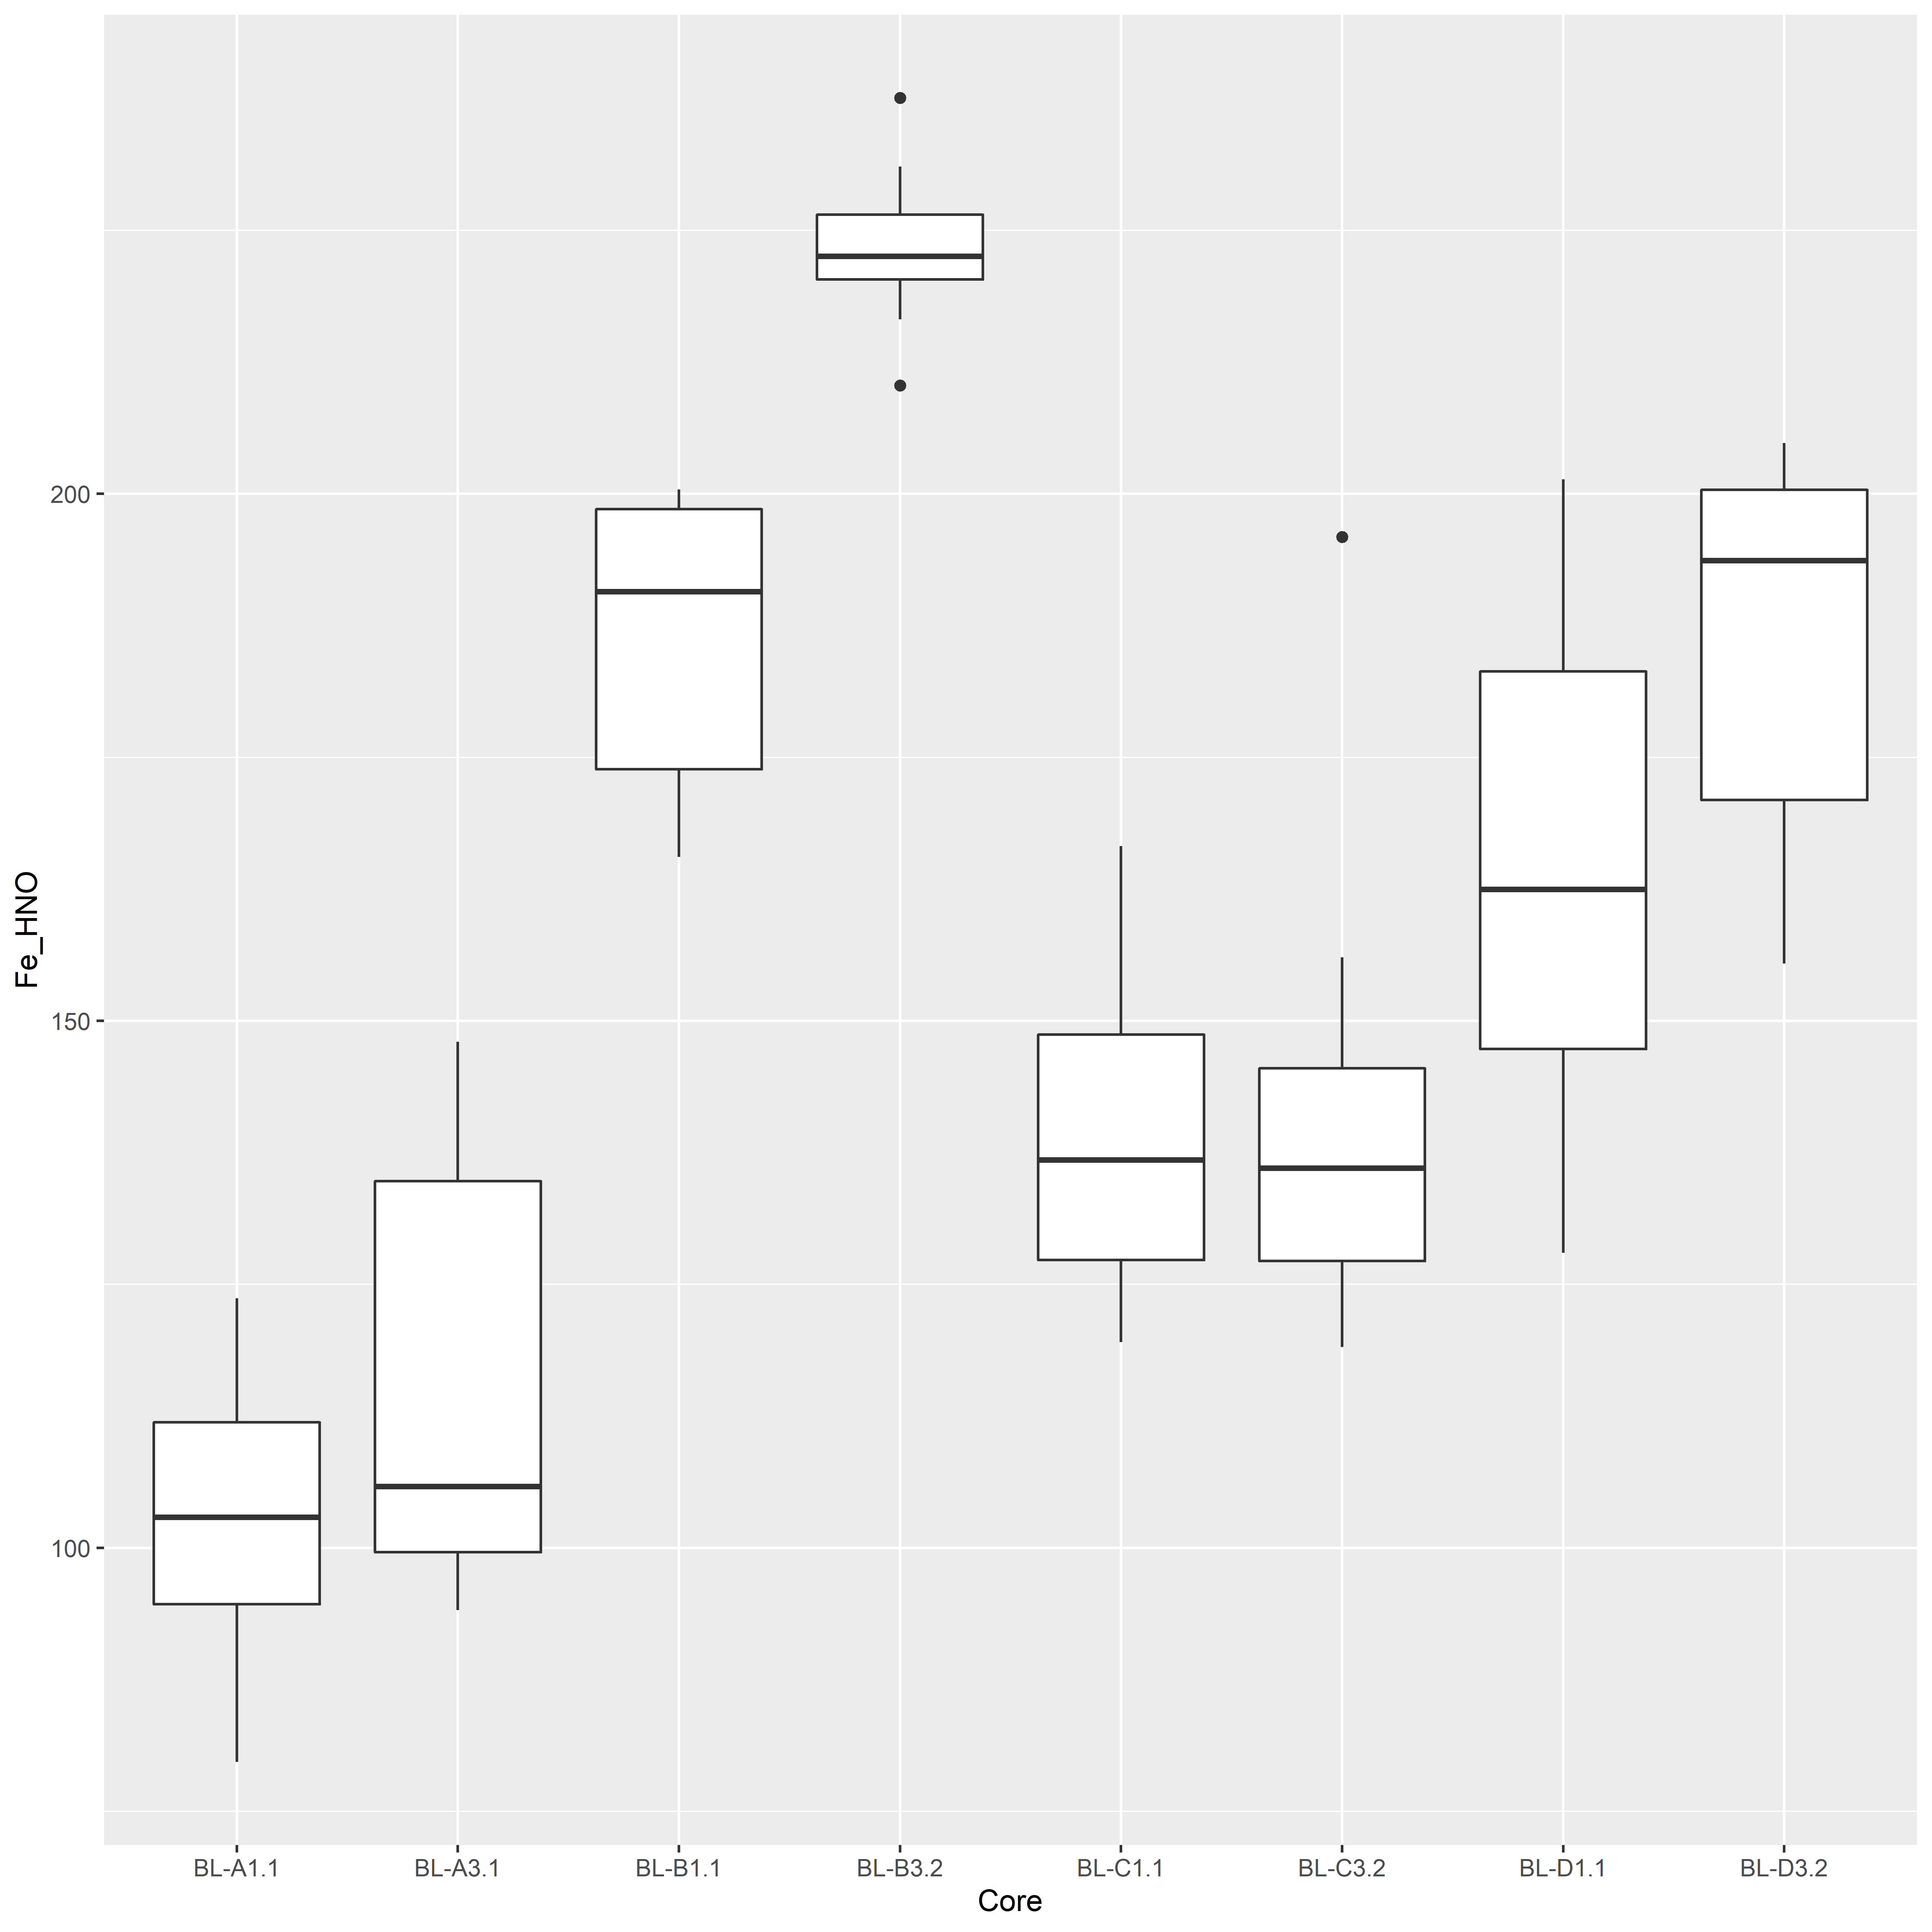 Fe_HNO
200
150
100
BL-A1.1 BL-A3.1 BL-B1.1 BL-B3.2 BL-C1.1 BL-C3.2 BL-D1.1 BL-D3.2
Core